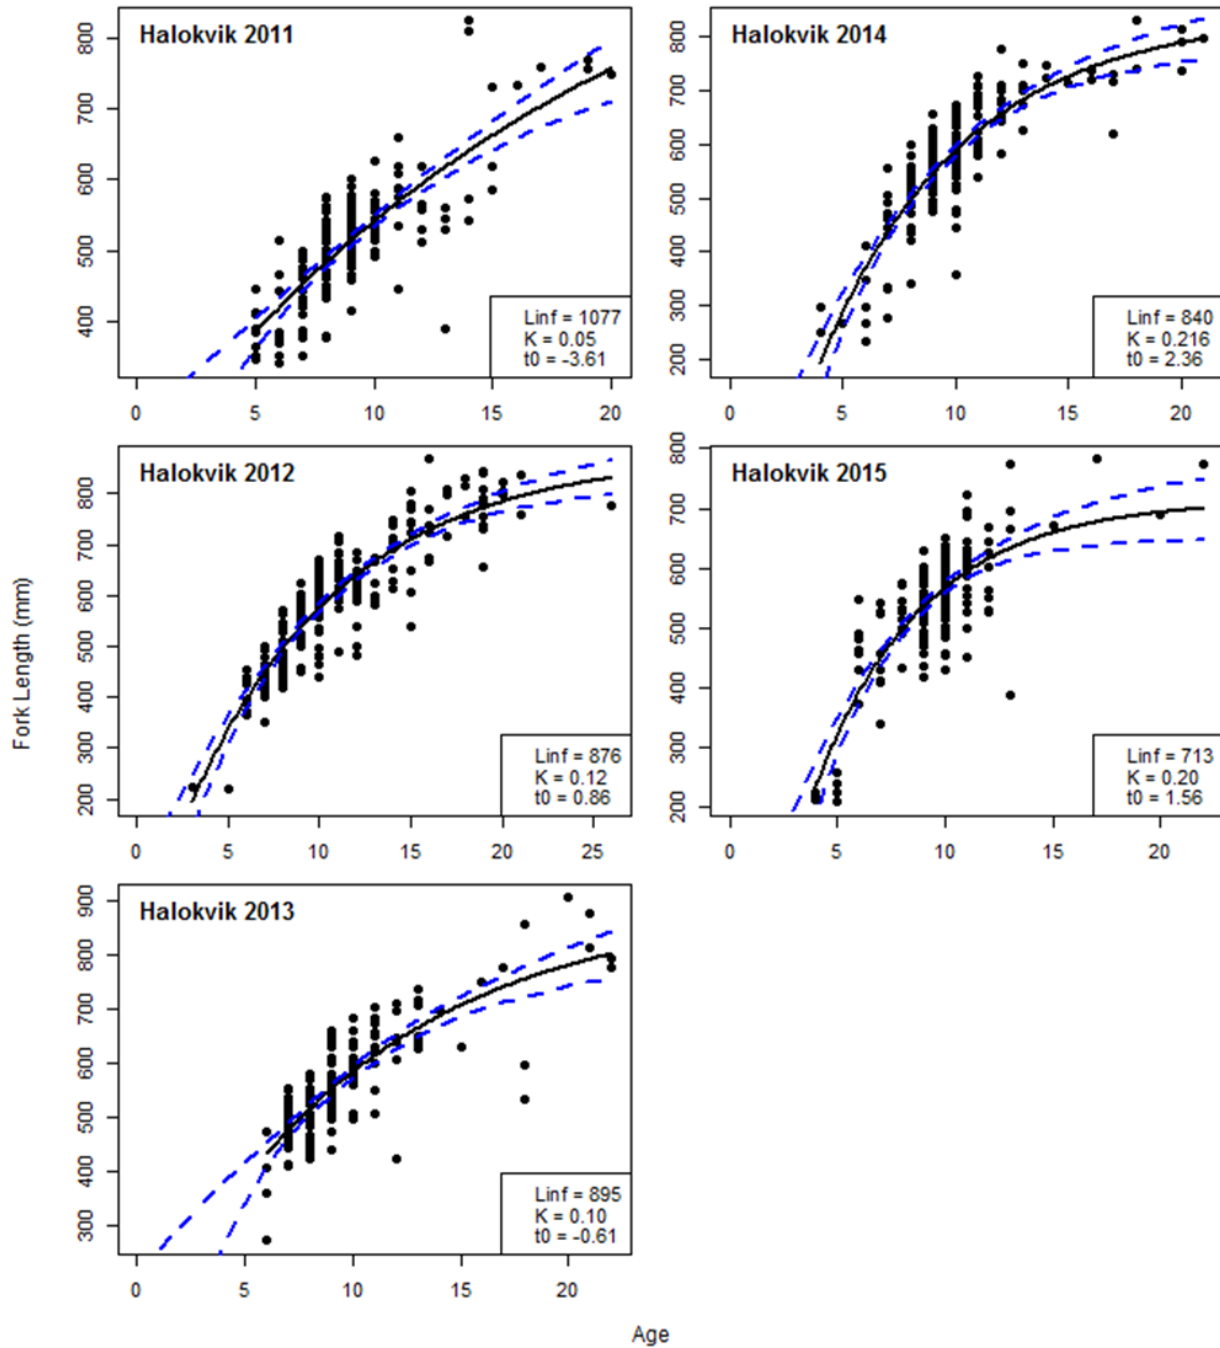 Halokvik 2011
800
700
600
500
400
Linf = 1077
K = 0.05
t0 = -3.61
0 5 10 15 20
Halokvik 2014
800
700
600
500
400
300
200
Linf = 840
K = 0.216
t0 = 2.36
0 5 10 15 20
Halokvik 2012
800
700
600
500
400
300
200
Linf = 876
K = 0.12
t0 = 0.86
0 5 10 15 20 25
Halokvik 2015
800
700
600
500
400
300
200
Linf = 713
K = 0.20
t0 = 1.56
0 5 10 15 20
Halokvik 2013
900
800
700
600
500
400
300
Linf = 895
K = 0.10
t0 = -0.61
0 5 10 15 20
Fork Length (mm)
Age